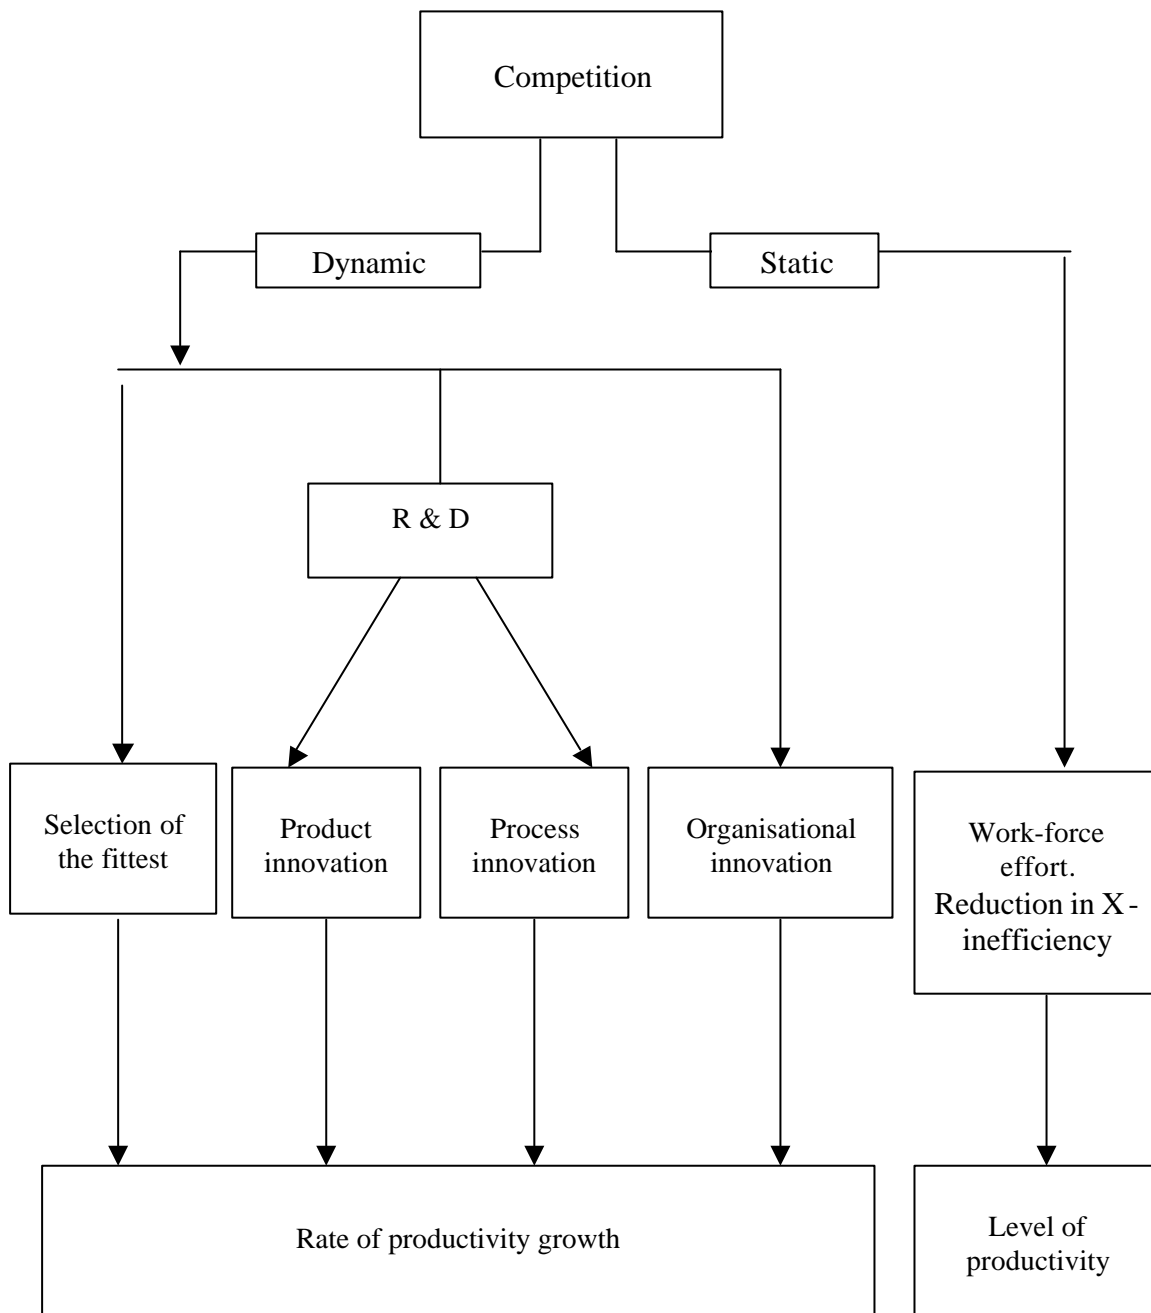 Competition
Dynamic
Static
R & D
Selection of
the fittest
Product
innovation
Process
innovation
Organisational
innovation
Work-force
effort.
Reduction in X-
inefficiency
Rate of productivity growth
Level of
productivity